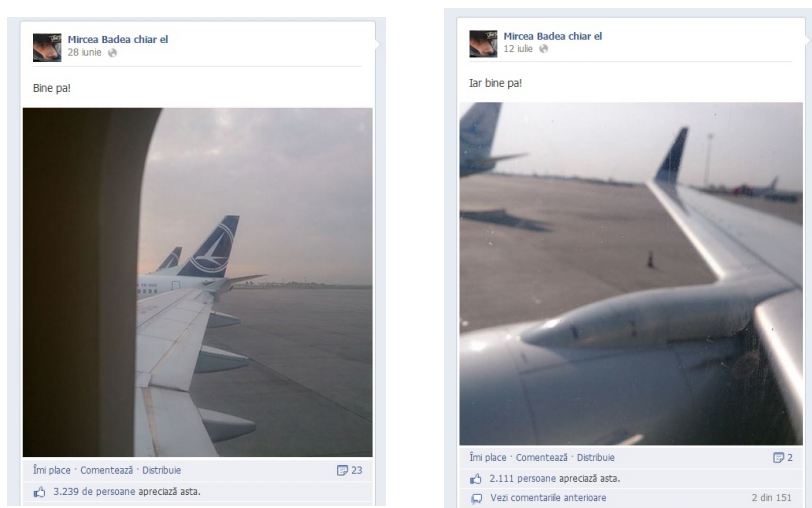 Mircea Badea chiar el
28 iunie
Bine pa!
Îmi place · Comentează · Distribuie
23
3.239 de persoane apreciază asta.
Mircea Badea chiar el
12 iulie
Iar bine pa!
Îmi place · Comentează · Distribuie
2
2.111 persoane apreciază asta.
Vezi comentariile anterioare
2 din 151